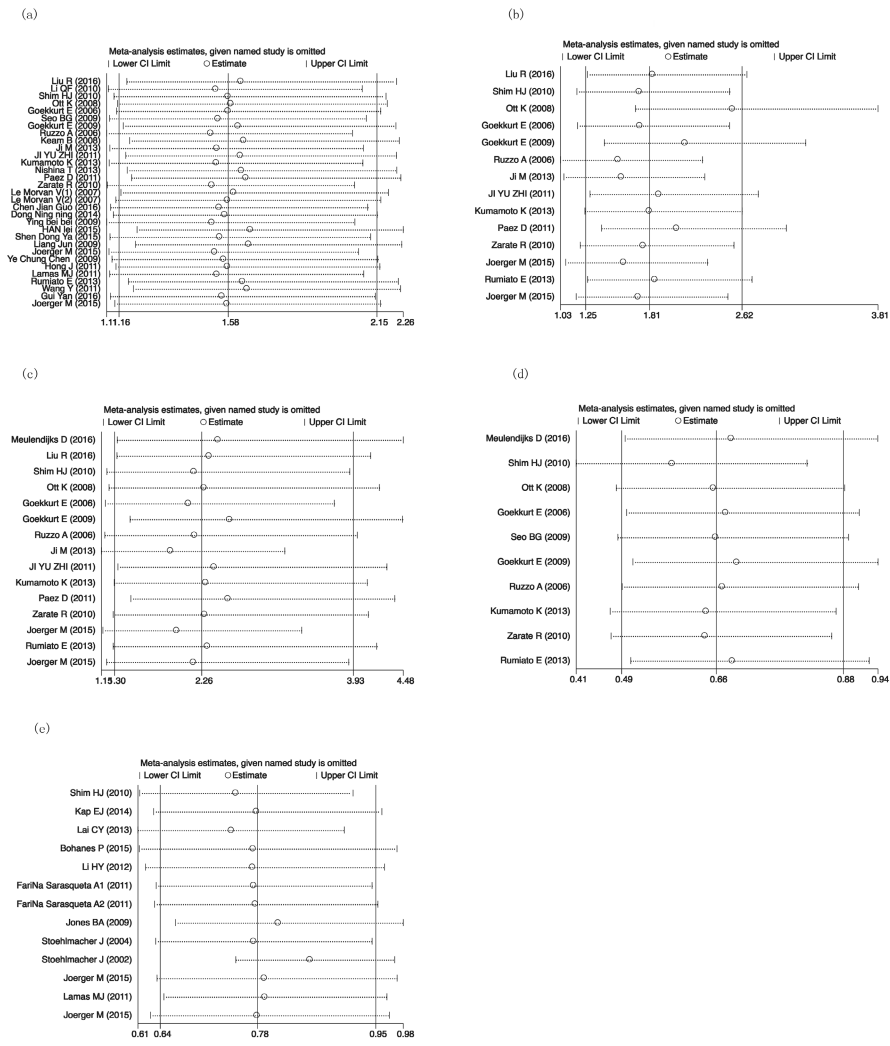 (a)
Meta-analysis estimates, given named study is omitted
Lower CI Limit Estimate Upper CI Limit
Liu R (2016)
Li QF (2010)
Shim HJ (2010)
Ott K (2008)
Goekkurt E (2006)
Seo BG (2009)
Goekkurt E (2009)
Ruzzo A (2006)
Keam B (2008)
Ji M (2013)
JI YU ZHI (2011)
Kumamoto K (2013)
Nishina T (2013)
Paez D (2011)
Zarate R (2010)
Le Morvan V(1) (2007)
Le Morvan V(2) (2007)
Chen Jian Guo (2016)
Dong Ning ning (2014)
Ying bei bei (2009)
HAN lei (2015)
Shen Dong Ya (2015)
Liang Jun (2009)
Joerger M (2015)
Ye Chung Chen (2009)
Hong J (2011)
Lamas MJ (2011)
Rumiato E (2013)
Wang Y (2011)
Gui Yan (2016)
Joerger M (2015)
1.11 1.16 1.58 2.15 2.26
(b)
Meta-analysis estimates, given named study is omitted
Lower CI Limit Estimate Upper CI Limit
Liu R (2016)
Shim HJ (2010)
Ott K (2008)
Goekkurt E (2006)
Goekkurt E (2009)
Ruzzo A (2006)
Ji M (2013)
JI YU ZHI (2011)
Kumamoto K (2013)
Paez D (2011)
Zarate R (2010)
Joerger M (2015)
Rumiato E (2013)
Joerger M (2015)
1.03 1.25 1.81 2.62 3.81
(c)
Meta-analysis estimates, given named study is omitted
Lower CI Limit Estimate Upper CI Limit
Meulendijks D (2016)
Liu R (2016)
Shim HJ (2010)
Ott K (2008)
Goekkurt E (2006)
Goekkurt E (2009)
Ruzzo A (2006)
Ji M (2013)
JI YU ZHI (2011)
Kumamoto K (2013)
Paez D (2011)
Zarate R (2010)
Joerger M (2015)
Rumiato E (2013)
Joerger M (2015)
1.15 1.30 2.26 3.93 4.48
(d)
Meta-analysis estimates, given named study is omitted
Lower CI Limit Estimate Upper CI Limit
Meulendijks D (2016)
Shim HJ (2010)
Ott K (2008)
Goekkurt E (2006)
Seo BG (2009)
Goekkurt E (2009)
Ruzzo A (2006)
Kumamoto K (2013)
Zarate R (2010)
Rumiato E (2013)
0.41 0.49 0.66 0.88 0.94
(e)
Meta-analysis estimates, given named study is omitted
Lower CI Limit Estimate Upper CI Limit
Shim HJ (2010)
Kap EJ (2014)
Lai CY (2013)
Bohanes P (2015)
Li HY (2012)
FariNa Sarasqueta A1 (2011)
FariNa Sarasqueta A2 (2011)
Jones BA (2009)
Stoehlmacher J (2004)
Stoehlmacher J (2002)
Joerger M (2015)
Lamas MJ (2011)
Joerger M (2015)
0.61 0.64 0.78 0.95 0.98